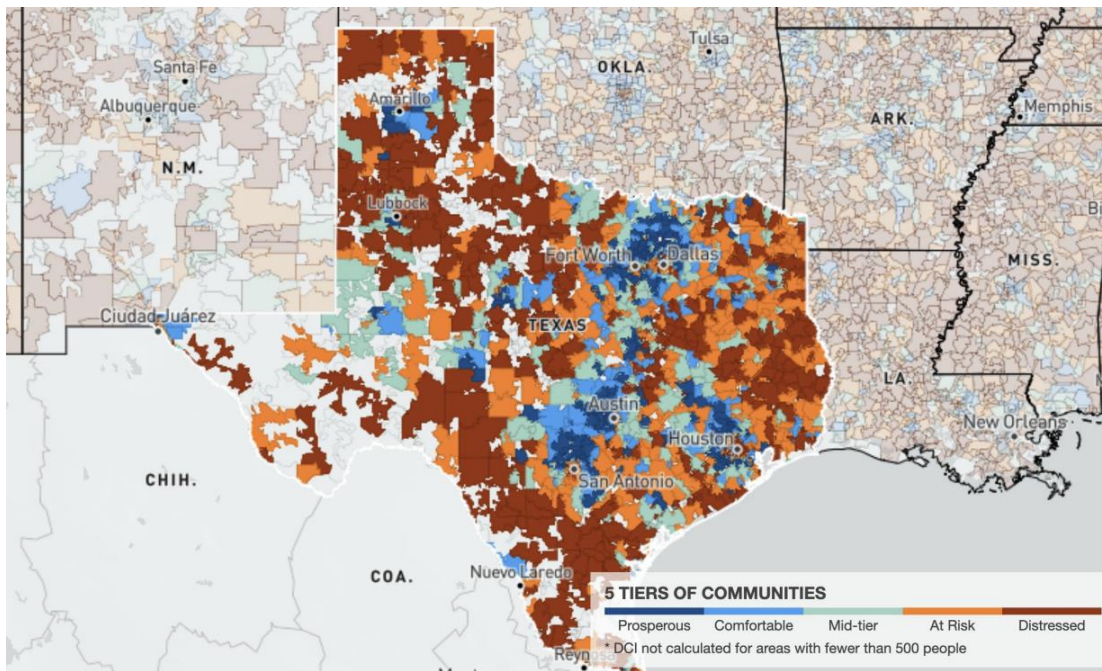 Tulsa
OKLA.
Santa Fe
Amarillo
Albuquerque
Memphis
ARK.
N.M.
Lubbock
Fort Worth
Dallas
MISS.
Ciudad Juárez
TEXAS
LA.
Austin
New Orleans
Houston
CHIH.
San Antonio
COA.
Nuevo Laredo
5 TIERS OF COMMUNITIES
Prosperous Comfortable Mid-tier At Risk Distressed
* DCI not calculated for areas with fewer than 500 people
Reynosa